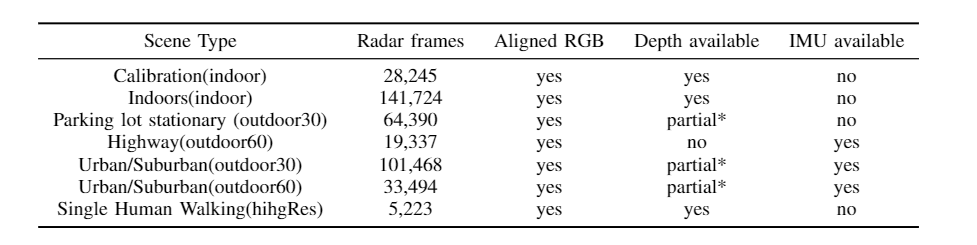 Scene Type Radar frames Aligned RGB Depth available IMU available
Calibration(indoor) 28,245 yes yes no
Indoors(indoor) 141,724 yes yes no
Parking lot stationary (outdoor30) 64,390 yes partial* no
Highway(outdoor60) 19,337 yes no yes
Urban/Suburban(outdoor30) 101,468 yes partial* yes
Urban/Suburban(outdoor60) 33,494 yes partial* yes
Single Human Walking(hihgRes) 5,223 yes yes no